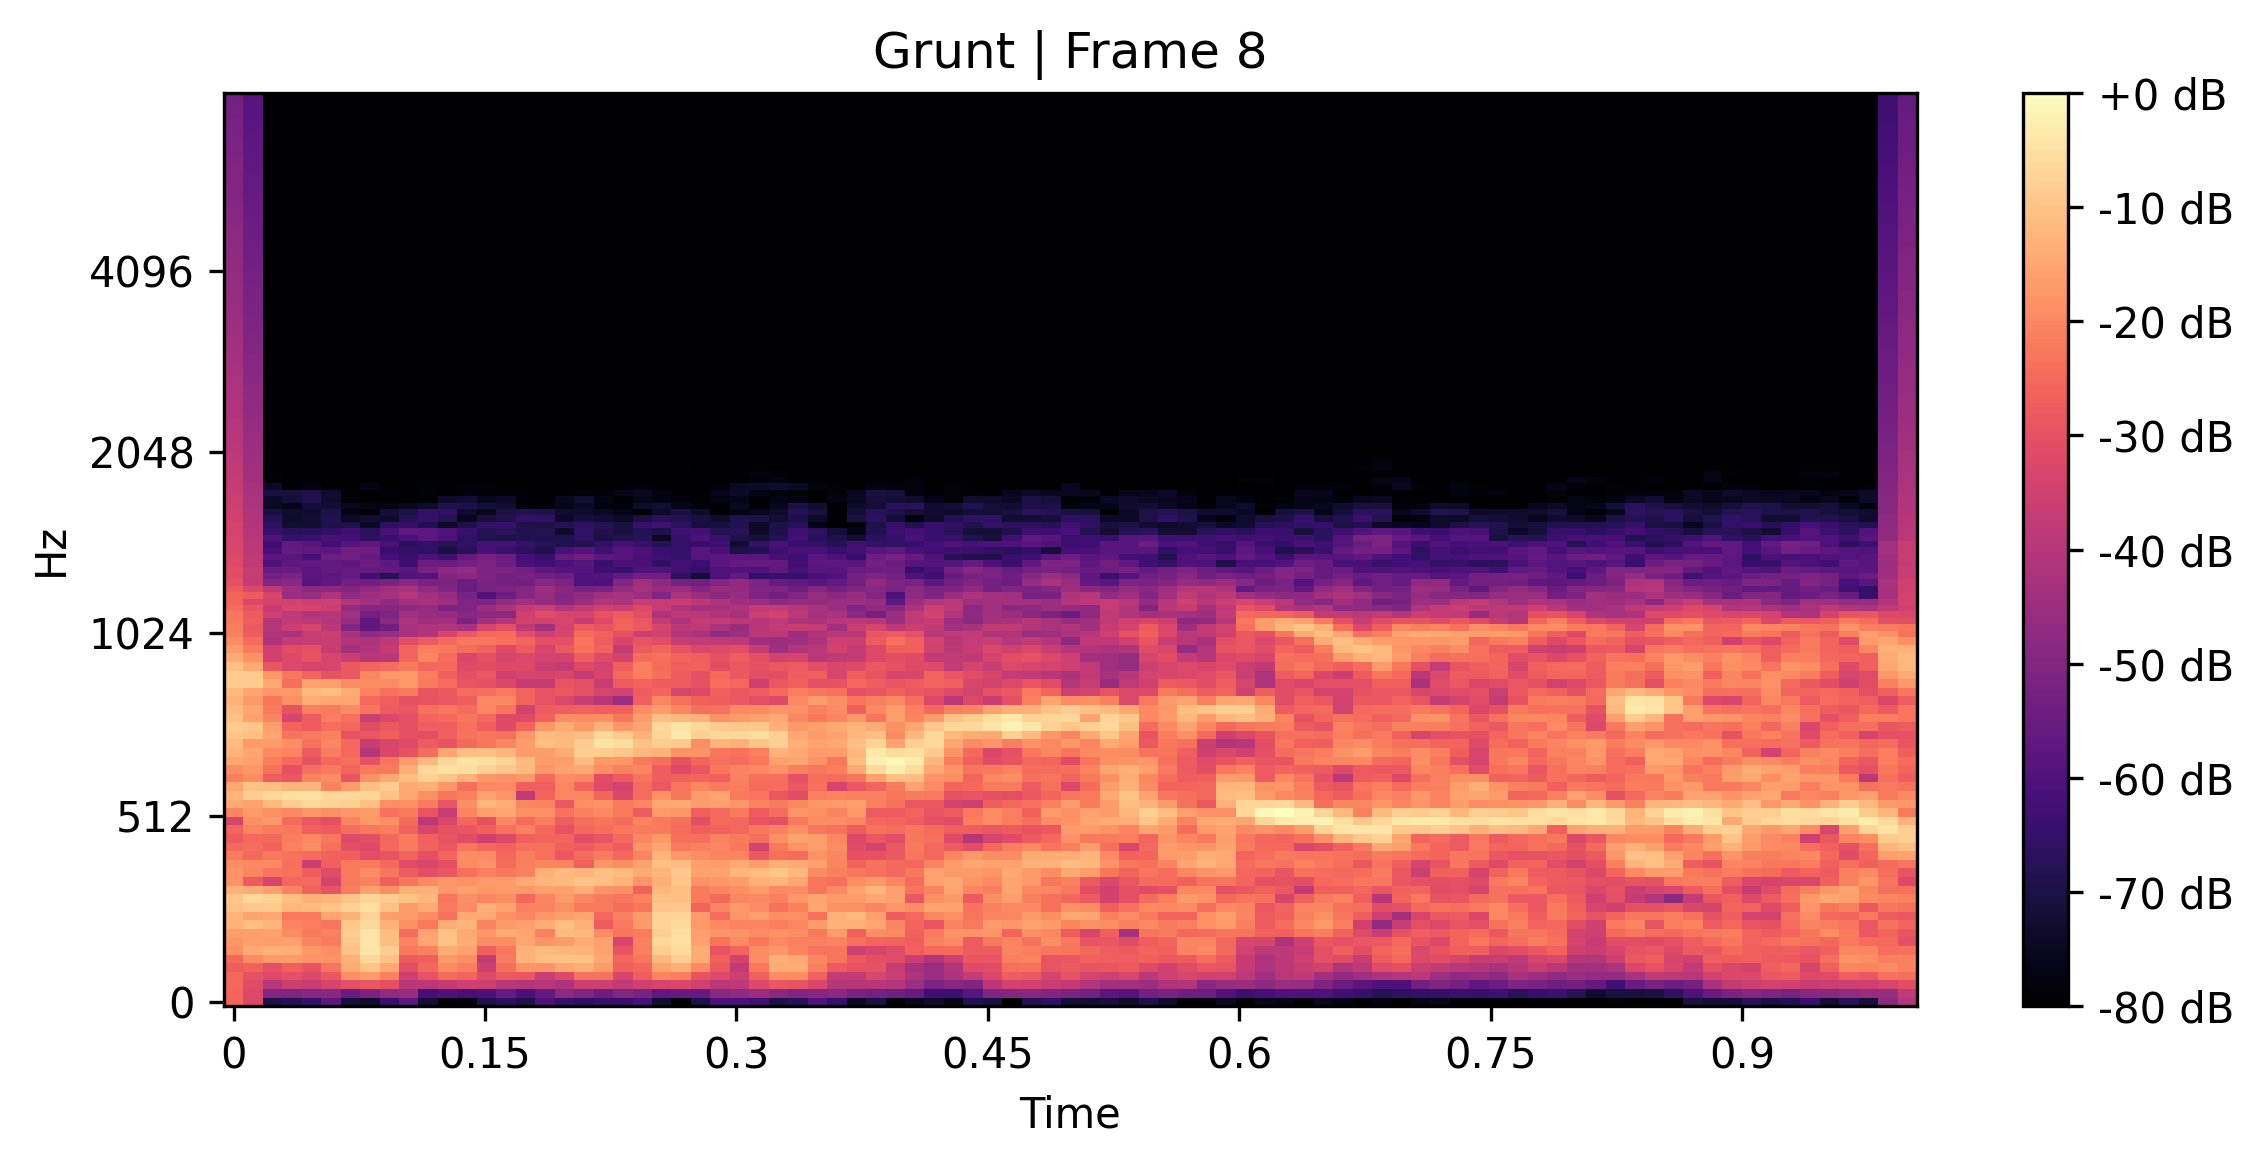 Grunt | Frame 8
Hz
4096
2048
1024
512
0
0 0.15 0.3 0.45 0.6 0.75 0.9
Time
+0 dB
-10 dB
-20 dB
-30 dB
-40 dB
-50 dB
-60 dB
-70 dB
-80 dB